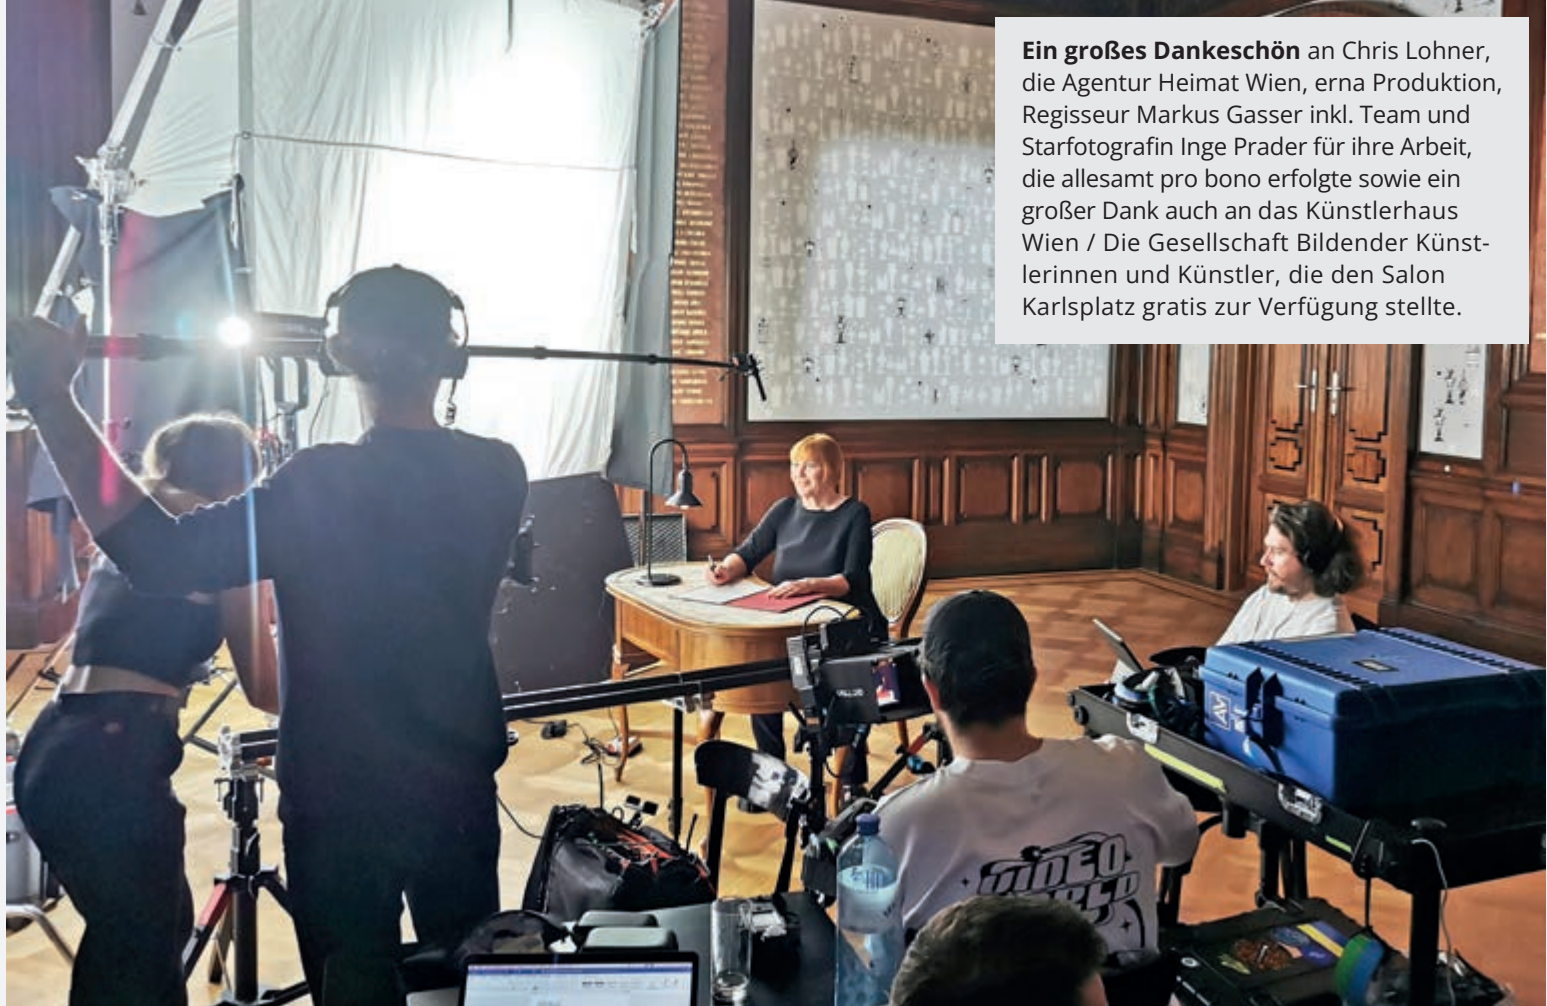 Ein großes Dankeschön an Chris Lohner,
die Agentur Heimat Wien, erna Produktion,
Regisseur Markus Gasser inkl. Team und
Starfotografin Inge Prader für ihre Arbeit,
die allesamt pro bono erfolgte sowie ein
großer Dank auch an das Künstlerhaus
Wien / Die Gesellschaft Bildender Künst-
lerinnen und Künstler, die den Salon
Karlsplatz gratis zur Verfügung stellte.
AV
VIDEO